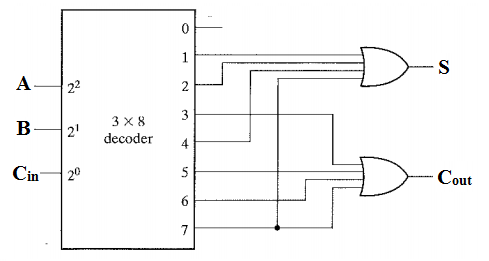 0
1
S
A 2² 2
B 2¹ 3 × 8 3
decoder
4
Cin 2⁰ 5 Cout
6
7